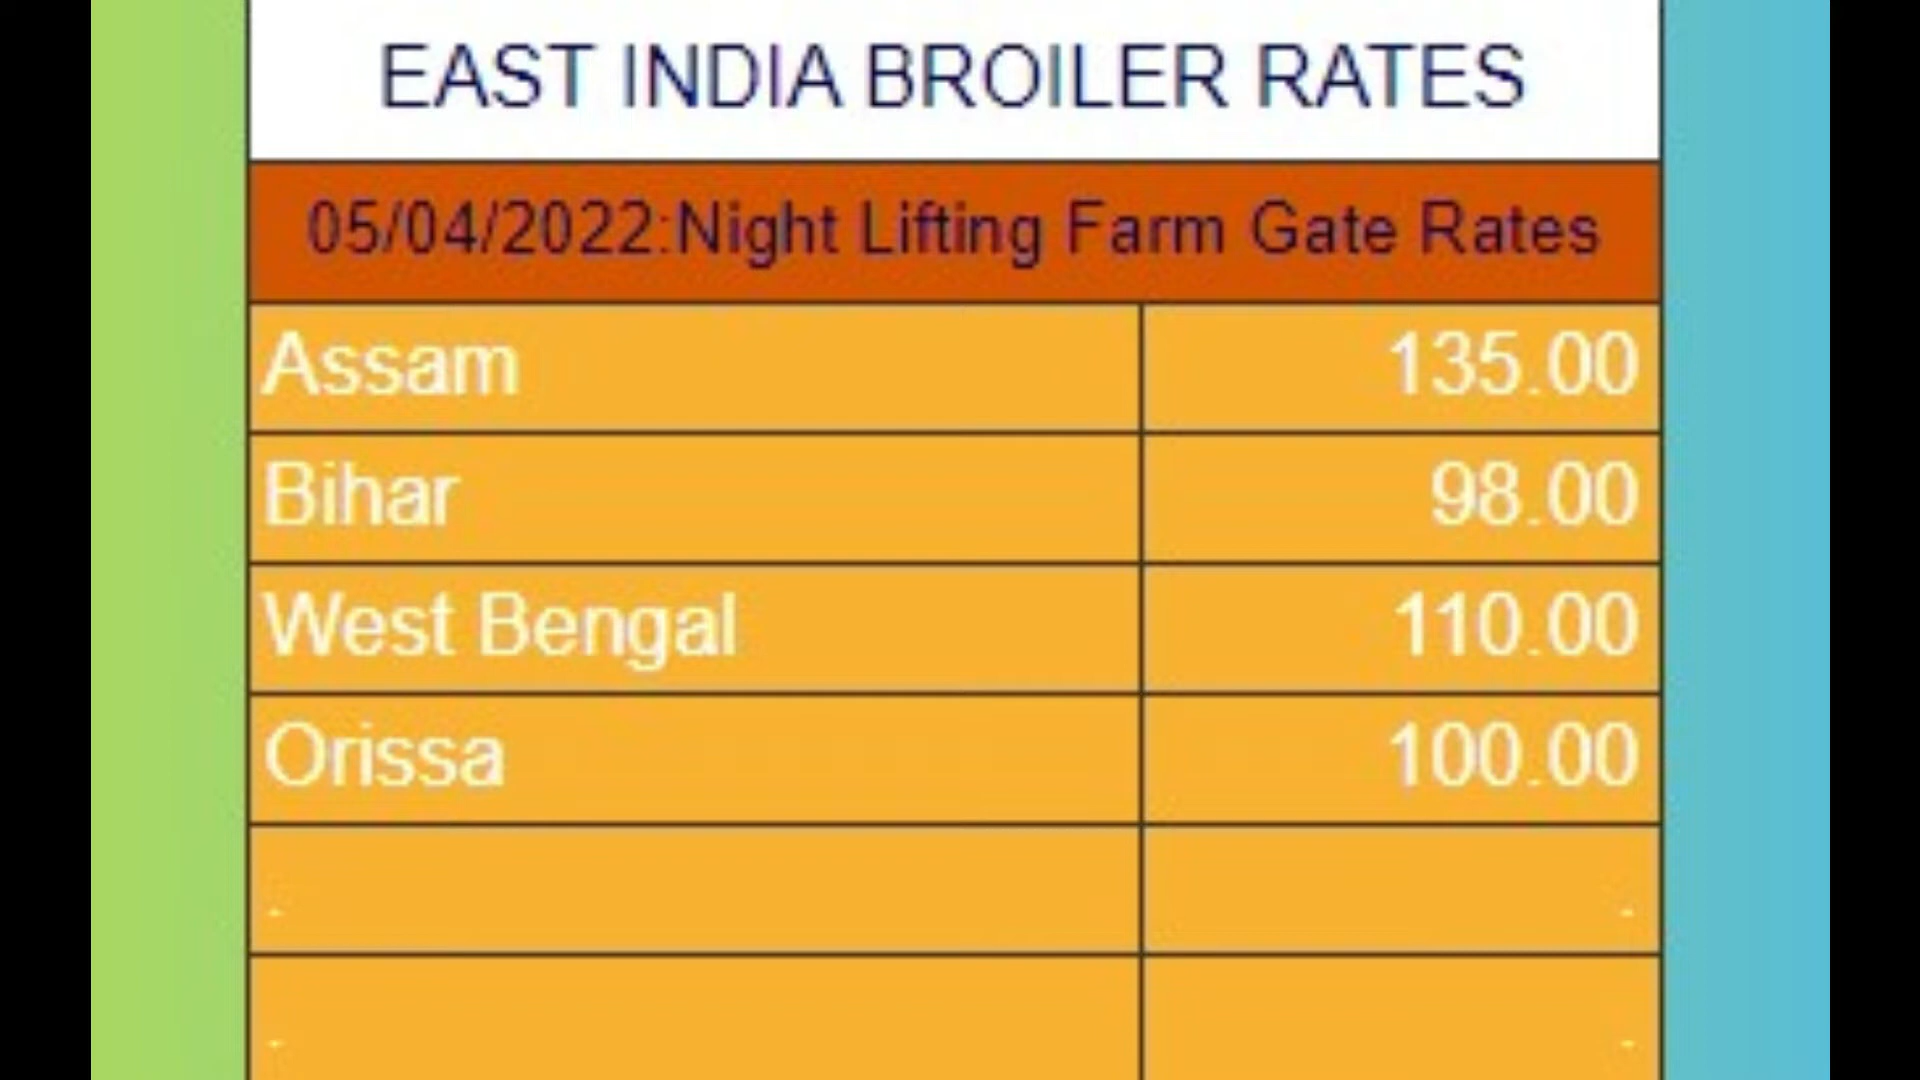 EAST INDIA BROILER RATES
05/04/2022:Night Lifting Farm Gate Rates
Assam 135.00
Bihar 98.00
West Bengal 110.00
Orissa 100.00
- -
- -